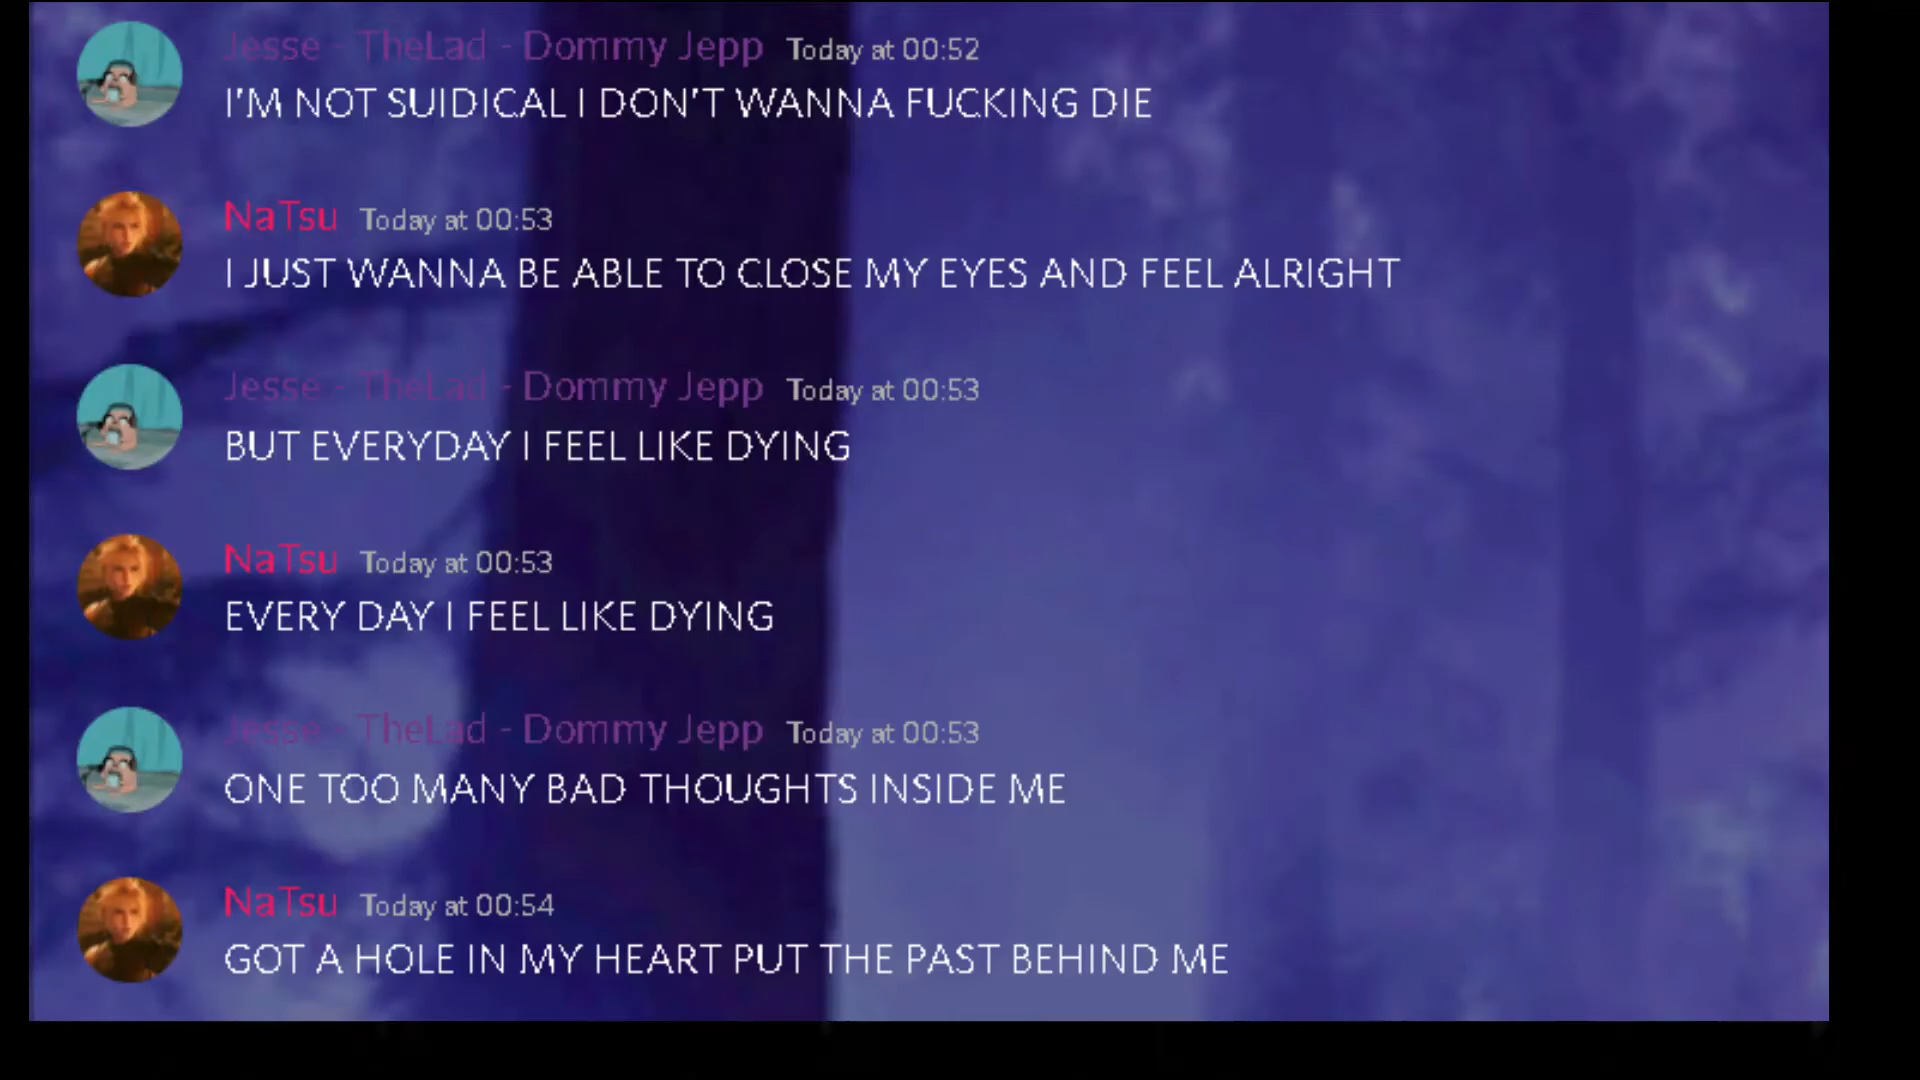 Jesse - TheLad - Dommy Jepp Today at 00:52
I'M NOT SUIDICAL I DON'T WANNA FUCKING DIE
NaTsu Today at 00:53
I JUST WANNA BE ABLE TO CLOSE MY EYES AND FEEL ALRIGHT
Jesse - TheLad - Dommy Jepp Today at 00:53
BUT EVERYDAY I FEEL LIKE DYING
NaTsu Today at 00:53
EVERY DAY I FEEL LIKE DYING
Jesse - TheLad - Dommy Jepp Today at 00:53
ONE TOO MANY BAD THOUGHTS INSIDE ME
NaTsu Today at 00:54
GOT A HOLE IN MY HEART PUT THE PAST BEHIND ME